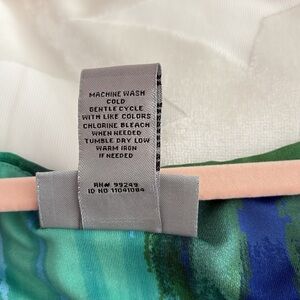 MACHINE WASH
COLD
GENTLE CYCLE
WITH LIKE COLORS
CHLORINE BLEACH
WHEN NEEDED
TUMBLE DRY LOW
WARM IRON
IF NEEDED
RN# 99249
ID NO 11041084